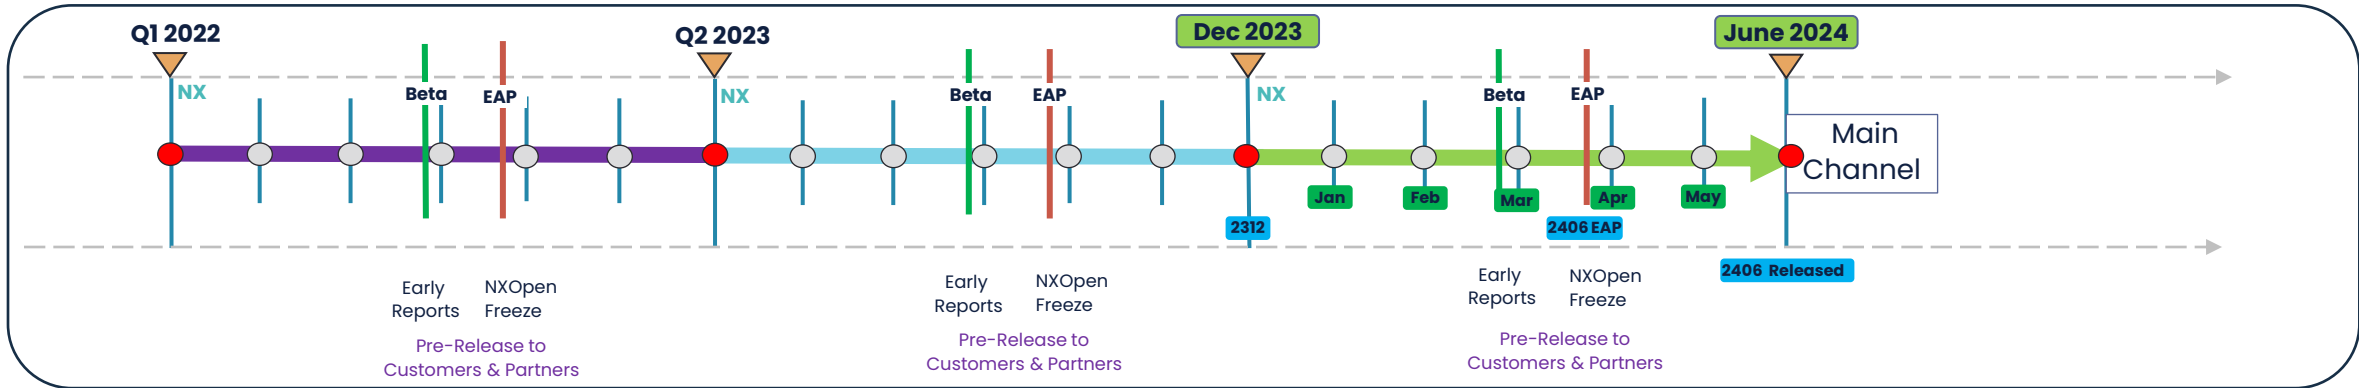 Q1 2022
Q2 2023
Dec 2023
June 2024
NX
Beta
EAP
NX
Beta
EAP
NX
Beta
EAP
Main
Channel
Jan
Feb
Mar
Apr
May
2312
2406 EAP
2406 Released
Early
Reports
NXOpen
Freeze
Pre-Release to
Customers & Partners
Early
Reports
NXOpen
Freeze
Pre-Release to
Customers & Partners
Early
Reports
NXOpen
Freeze
Pre-Release to
Customers & Partners